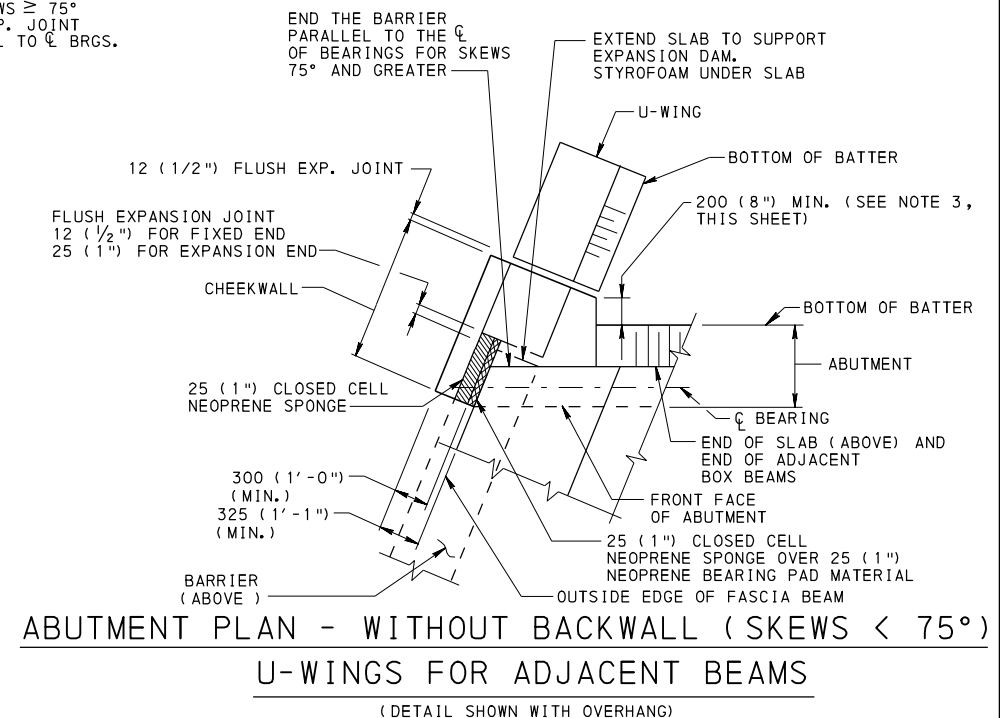 WS ≥ 75°
P. JOINT
L TO ℄ BRGS.
END THE BARRIER
PARALLEL TO THE ℄
OF BEARINGS FOR SKEWS
75° AND GREATER
EXTEND SLAB TO SUPPORT
EXPANSION DAM.
STYROFOAM UNDER SLAB
U-WING
BOTTOM OF BATTER
12 (1/2") FLUSH EXP. JOINT
200 (8") MIN. (SEE NOTE 3,
THIS SHEET)
FLUSH EXPANSION JOINT
12 (1/2") FOR FIXED END
25 (1") FOR EXPANSION END
CHEEKWALL
BOTTOM OF BATTER
ABUTMENT
25 (1") CLOSED CELL
NEOPRENE SPONGE
℄ BEARING
END OF SLAB (ABOVE) AND
END OF ADJACENT
BOX BEAMS
300 (1'-0")
(MIN.)
325 (1'-1")
(MIN.)
FRONT FACE
OF ABUTMENT
25 (1") CLOSED CELL
NEOPRENE SPONGE OVER 25 (1")
NEOPRENE BEARING PAD MATERIAL
BARRIER
(ABOVE)
OUTSIDE EDGE OF FASCIA BEAM
ABUTMENT PLAN - WITHOUT BACKWALL (SKEWS < 75°)
U-WINGS FOR ADJACENT BEAMS
(DETAIL SHOWN WITH OVERHANG)